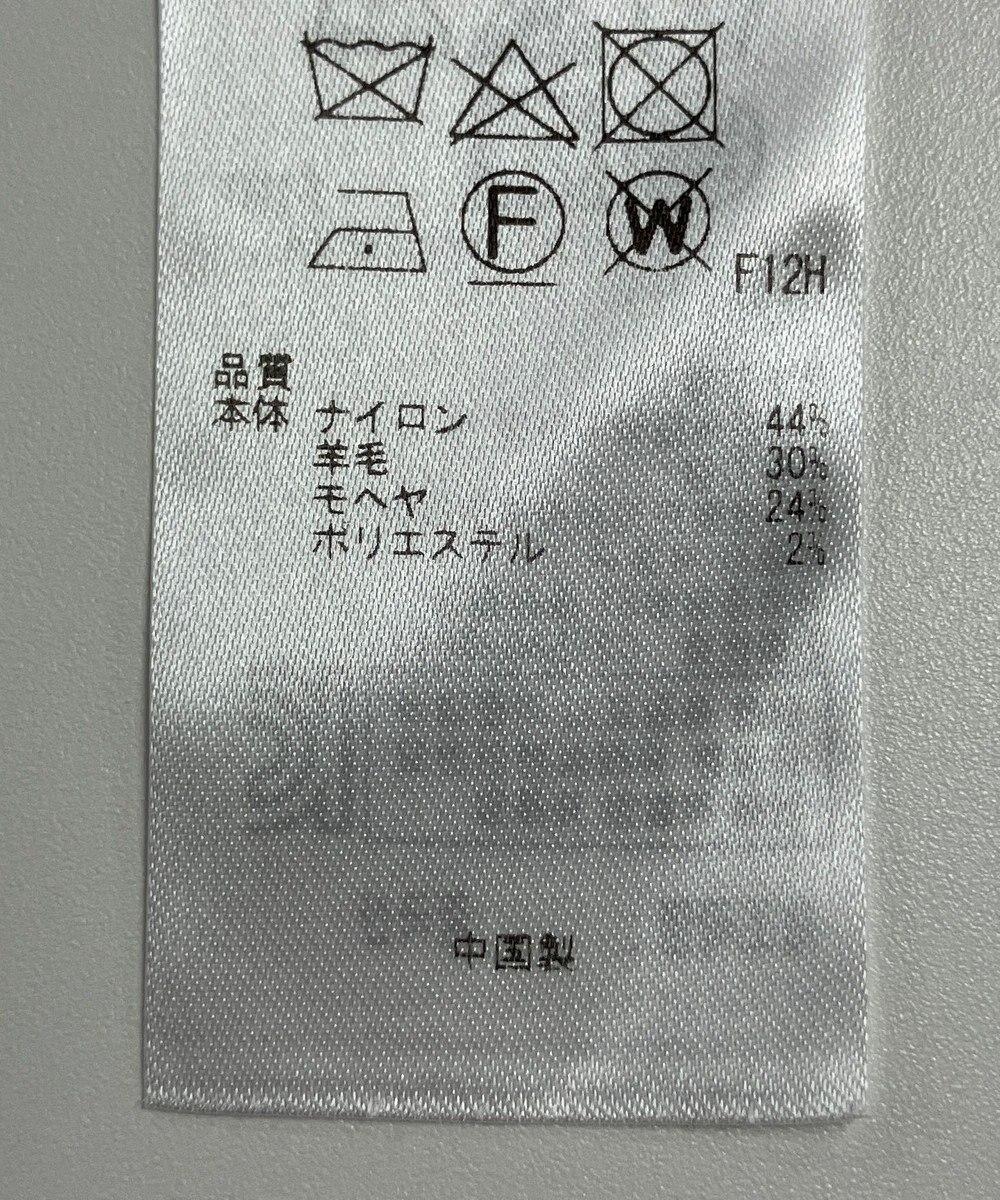 F W F12H
品質
本体 ナイロン 44%
羊毛 30%
モヘヤ 24%
ポリエステル 2%
中国製